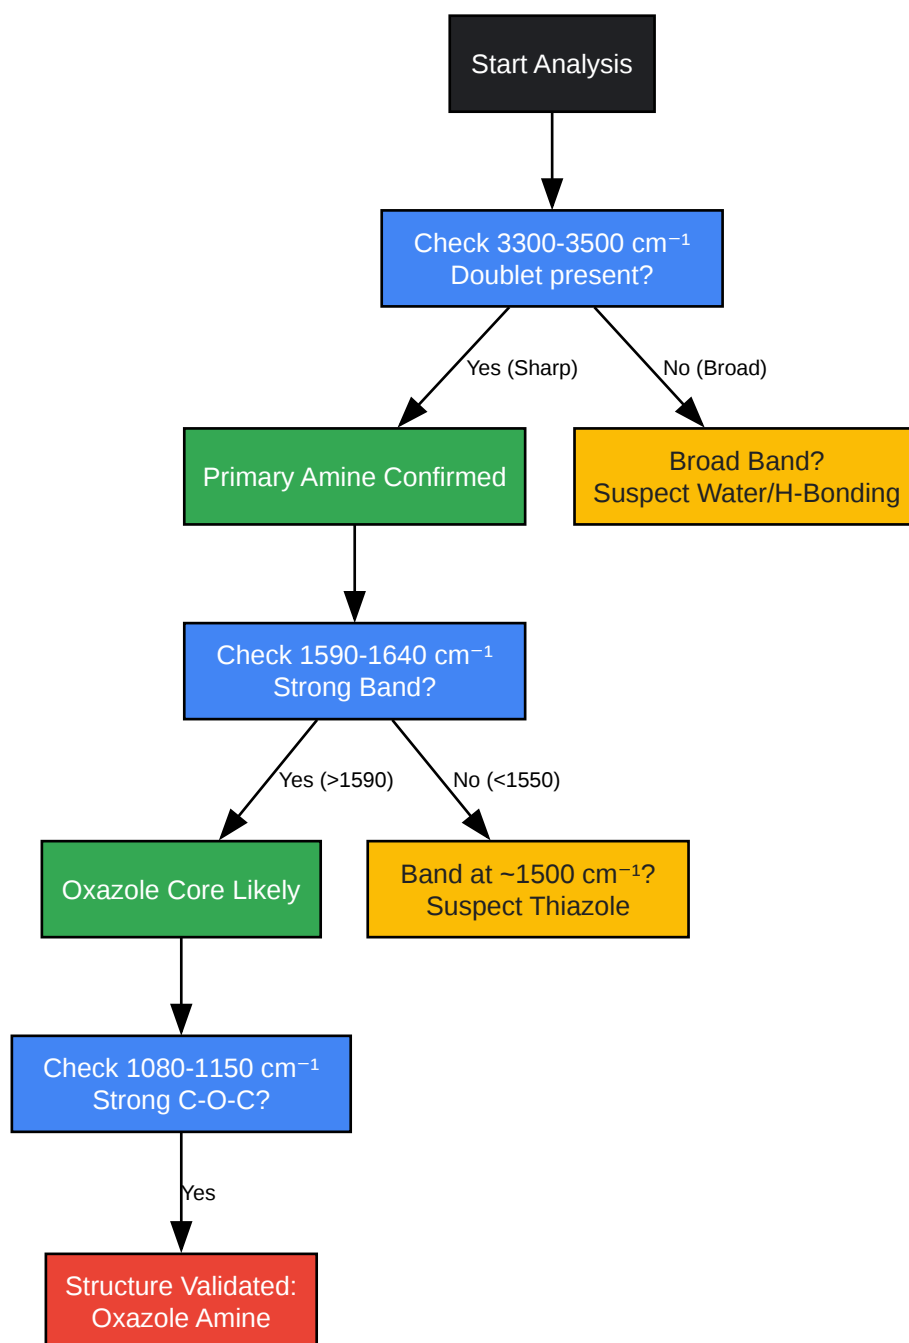 Start Analysis
Check 3300-3500 cm⁻¹
Doublet present?
Yes (Sharp)
No (Broad)
Primary Amine Confirmed
Broad Band?
Suspect Water/H-Bonding
Check 1590-1640 cm⁻¹
Strong Band?
Yes (>1590)
No (<1550)
Oxazole Core Likely
Band at ~1500 cm⁻¹?
Suspect Thiazole
Check 1080-1150 cm⁻¹
Strong C-O-C?
Yes
Structure Validated:
Oxazole Amine